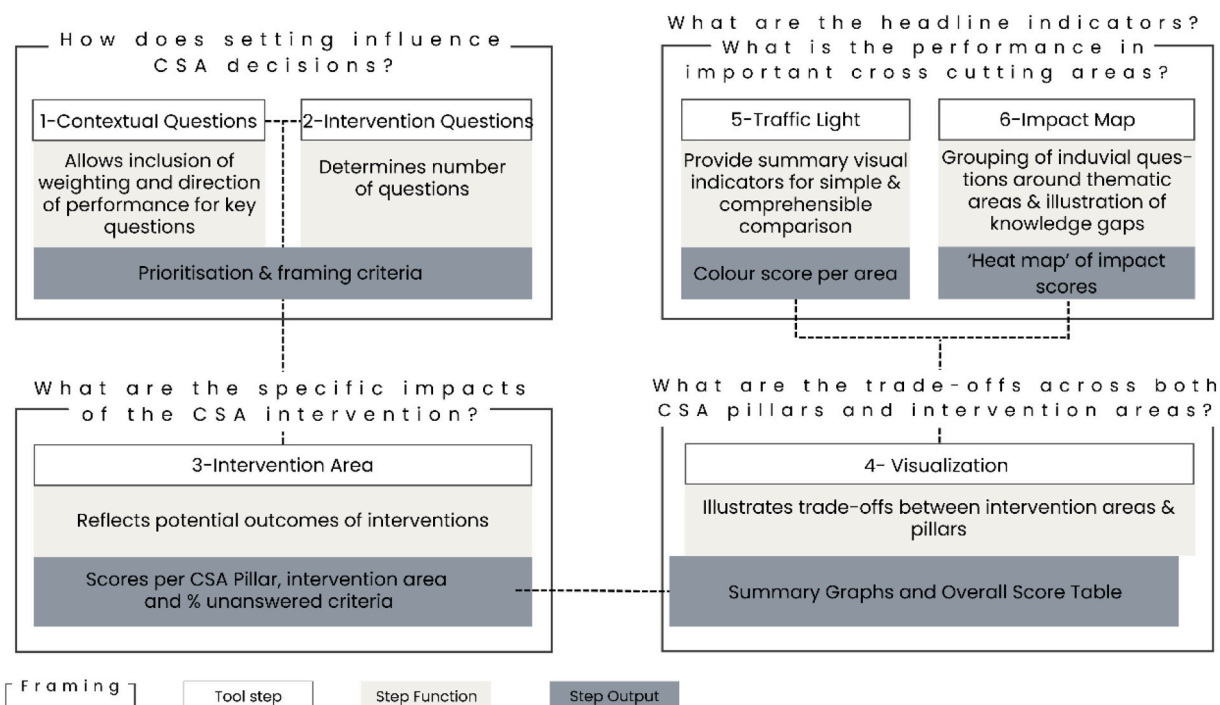 How does setting influence
CSA decisions?
1-Contextual Questions
2-Intervention Questions
Allows inclusion of
weighting and direction
of performance for key
questions
Determines number
of questions
Prioritisation & framing criteria
What are the headline indicators?
What is the performance in
important cross cutting areas?
5-Traffic Light
6-Impact Map
Provide summary visual
indicators for simple &
comprehensible
comparison
Grouping of induvial ques-
tions around thematic
areas & illustration of
knowledge gaps
Colour score per area
'Heat map' of impact
scores
What are the specific impacts
of the CSA intervention?
3-Intervention Area
Reflects potential outcomes of interventions
Scores per CSA Pillar, intervention area
and % unanswered criteria
What are the trade-offs across both
CSA pillars and intervention areas?
4- Visualization
Illustrates trade-offs between intervention areas &
pillars
Summary Graphs and Overall Score Table
Framing
Tool step
Step Function
Step Output